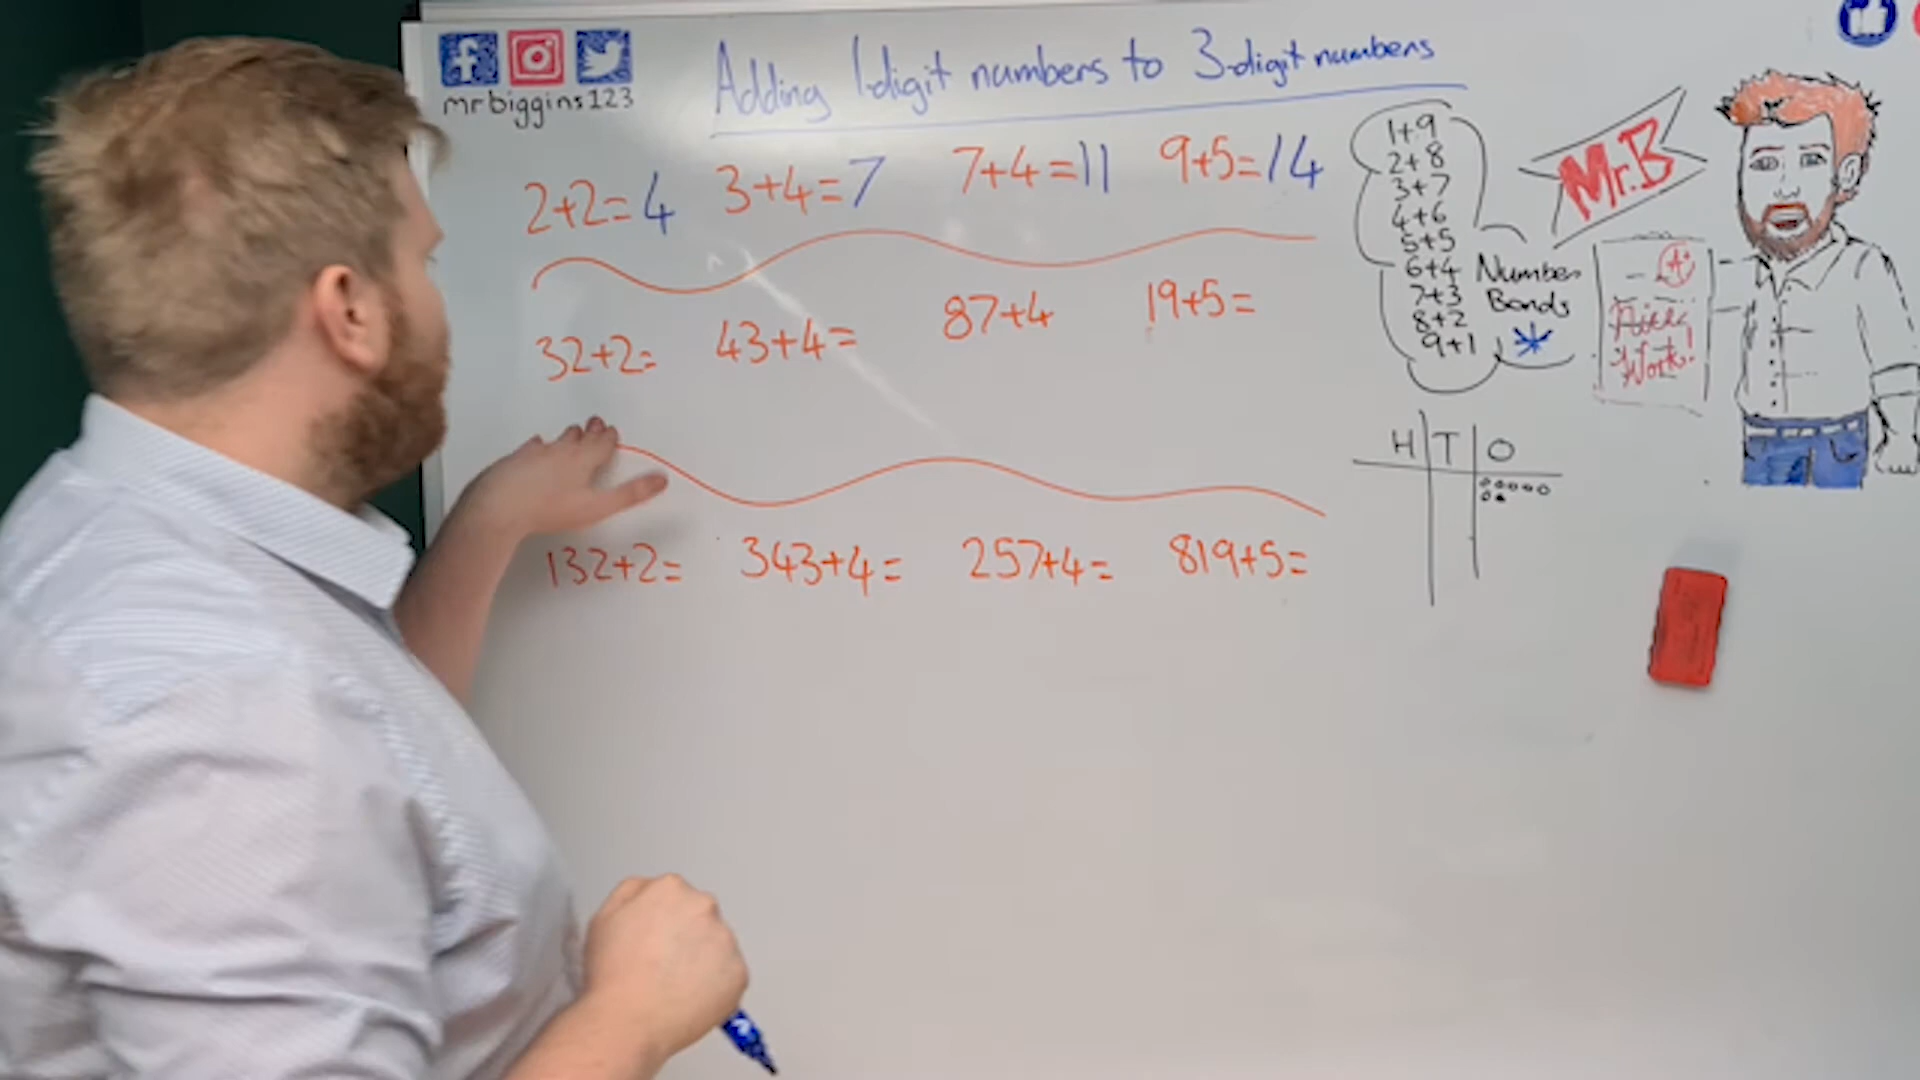 mrbiggins123
Adding 1-digit numbers to 3-digit numbers
2+2=4 3+4=7 7+4=11 9+5=14
32+2= 43+4= 87+4 19+5=
132+2= 343+4= 257+4= 819+5=
1+9
2+8
3+7
4+6
5+5
6+4
7+3
8+2
9+1
Number
Bonds
Mr.B
A+
Nice
Work!
H T O